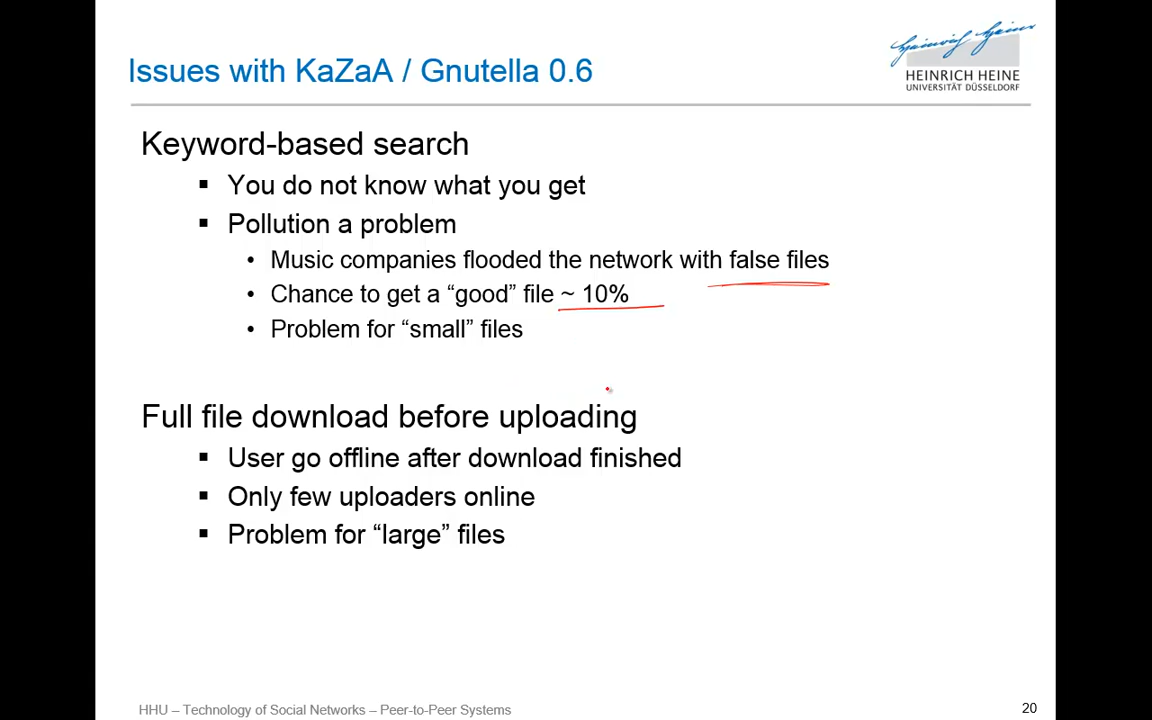 Issues with KaZaA / Gnutella 0.6
Heinrich Heine
HEINRICH HEINE
UNIVERSITÄT DÜSSELDORF
Keyword-based search
▪ You do not know what you get
▪ Pollution a problem
• Music companies flooded the network with false files
• Chance to get a “good” file ~ 10%
• Problem for “small” files
Full file download before uploading
▪ User go offline after download finished
▪ Only few uploaders online
▪ Problem for “large” files
HHU – Technology of Social Networks – Peer-to-Peer Systems
20